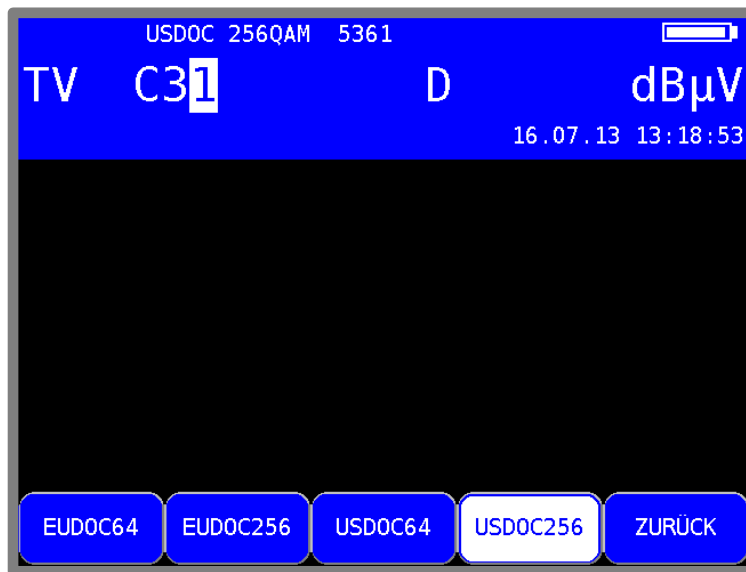 USDOC 256QAM 5361
TV C31 D dBµV
16.07.13 13:18:53
EUDOC64 EUDOC256 USDOC64 USDOC256 ZURÜCK